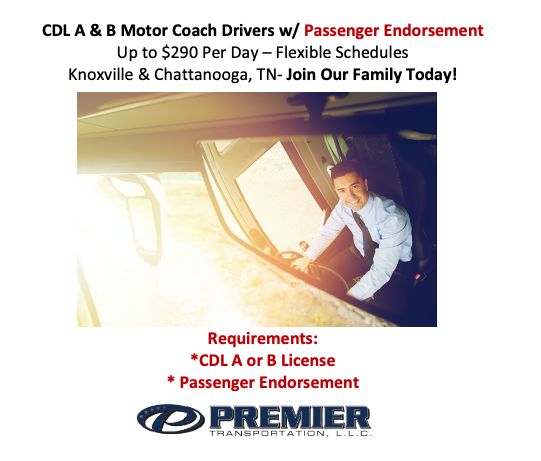 CDL A & B Motor Coach Drivers w/ Passenger Endorsement
Up to $290 Per Day – Flexible Schedules
Knoxville & Chattanooga, TN- Join Our Family Today!
Requirements:
*CDL A or B License
* Passenger Endorsement
PREMIER
TRANSPORTATION, L.L.C.